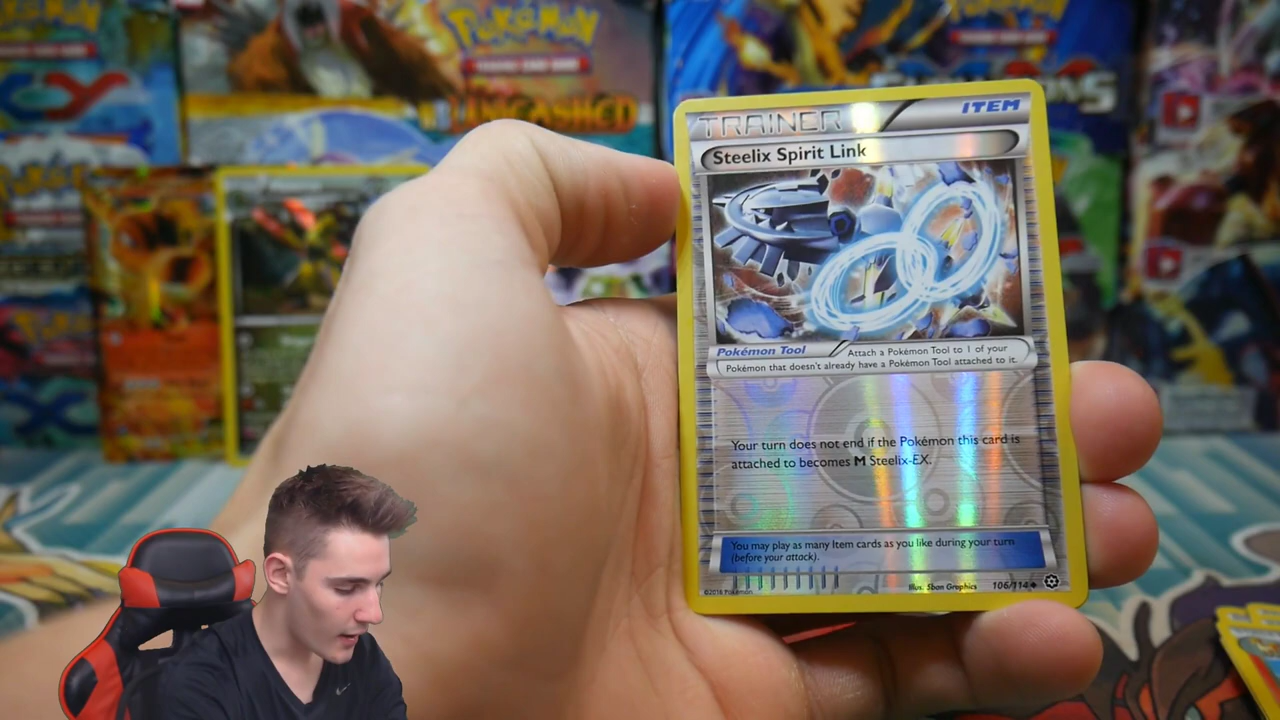 Pokémon
Pokémon
UNLEASHED
Pokémon
TRAINER
ITEM
Steelix Spirit Link
Pokémon Tool
Attach a Pokémon Tool to 1 of your
Pokémon that doesn't already have a Pokémon Tool attached to it.
Your turn does not end if the Pokémon this card is
attached to becomes M Steelix-EX.
You may play as many Item cards as you like during your turn
(before your attack).
©2016 Pokémon
Illus. 5ban Graphics
106/114